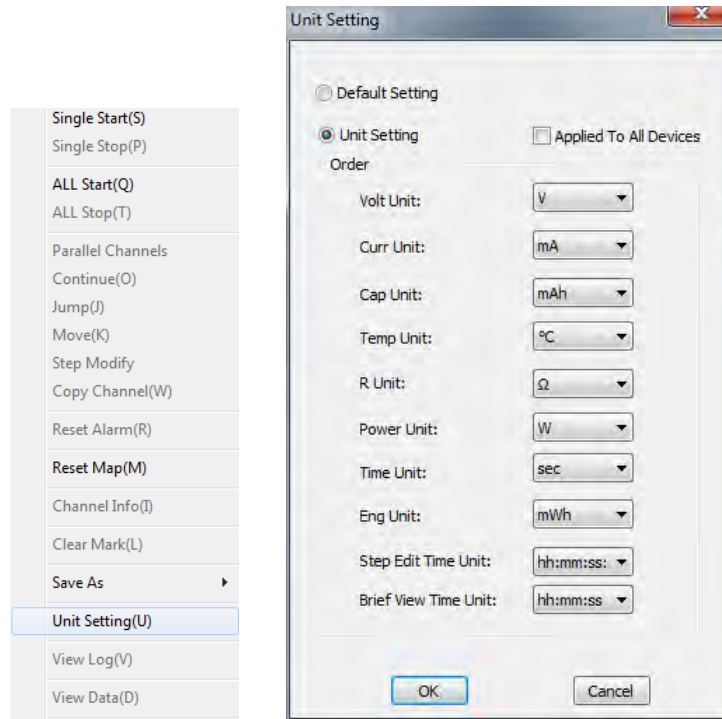 Single Start(S)
Single Stop(P)
ALL Start(Q)
ALL Stop(T)
Parallel Channels
Continue(O)
Jump(J)
Move(K)
Step Modify
Copy Channel(W)
Reset Alarm(R)
Reset Map(M)
Channel Info(I)
Clear Mark(L)
Save As
Unit Setting(U)
View Log(V)
View Data(D)
Unit Setting
Default Setting
Unit Setting Applied To All Devices
Order
Volt Unit: V
Curr Unit: mA
Cap Unit: mAh
Temp Unit: ℃
R Unit: Ω
Power Unit: W
Time Unit: sec
Eng Unit: mWh
Step Edit Time Unit: hh:mm:ss:
Brief View Time Unit: hh:mm:ss
OK Cancel